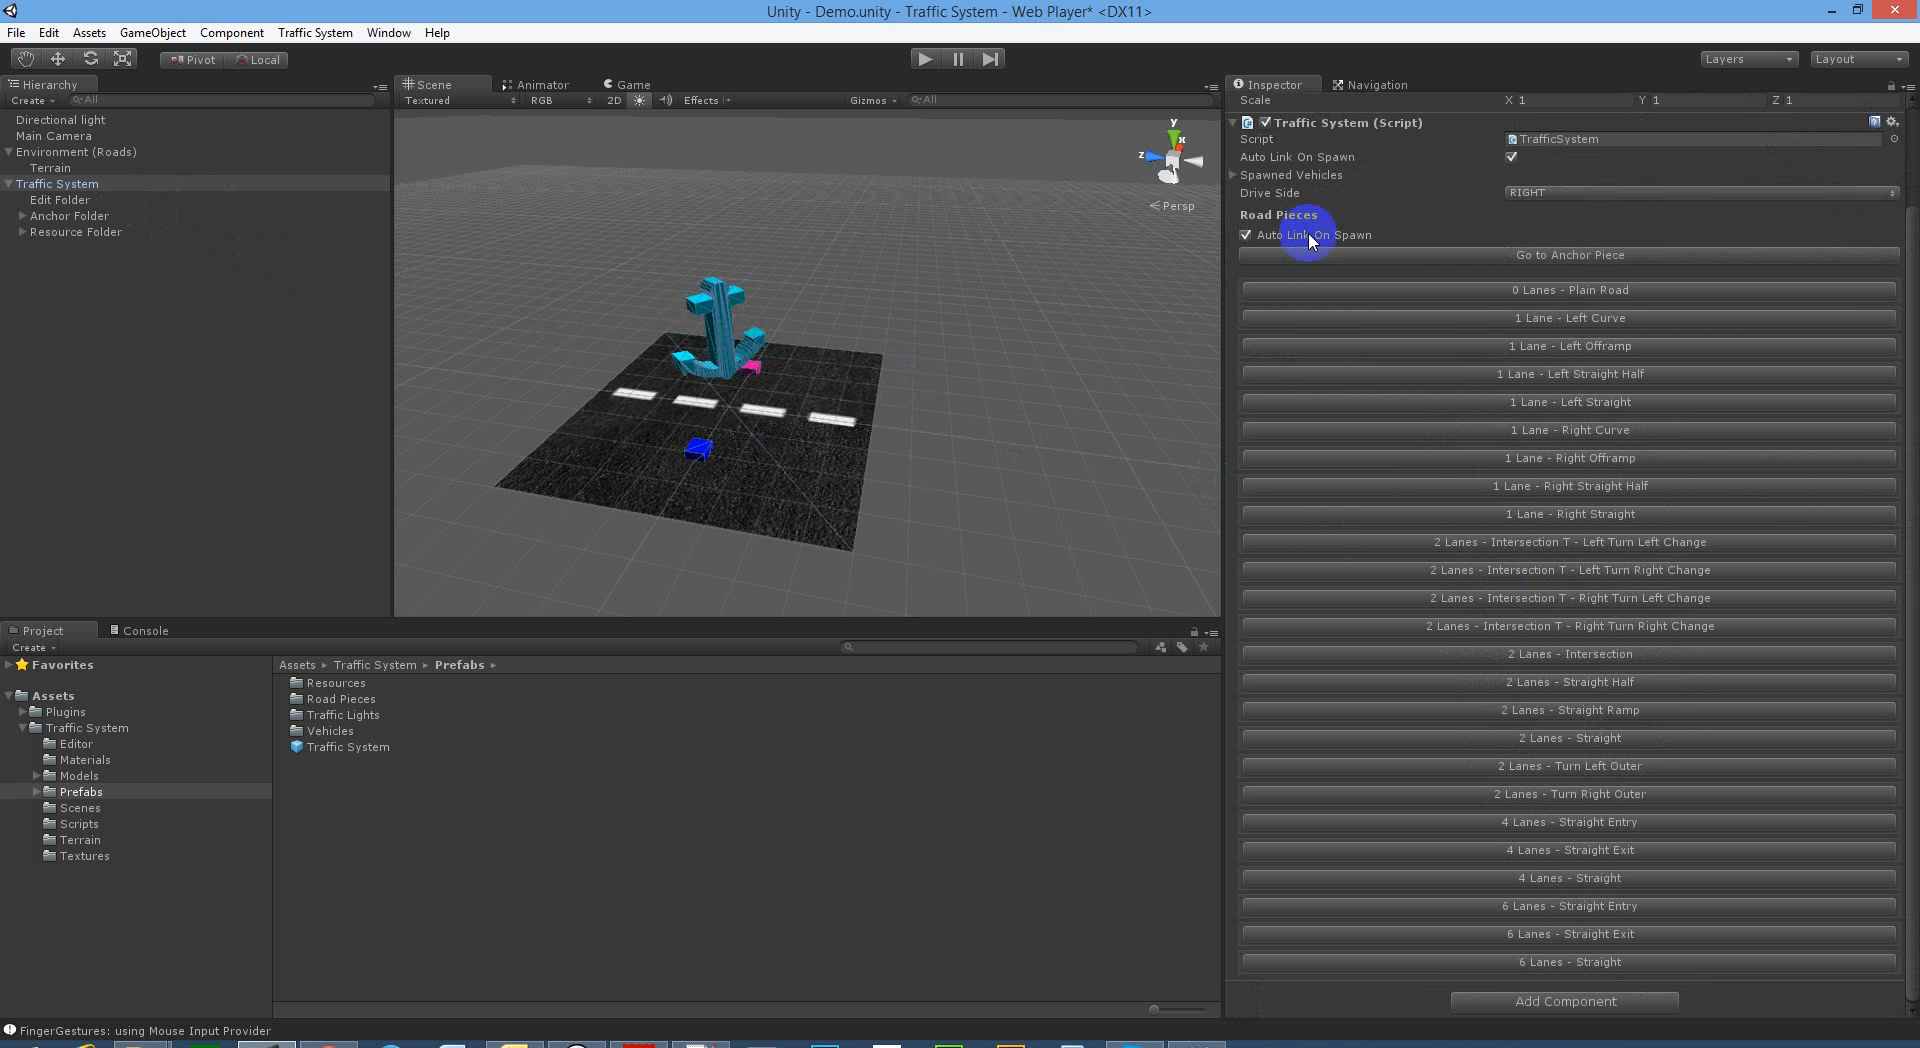 Unity - Demo.unity - Traffic System - Web Player* <DX11>
File Edit Assets GameObject Component Traffic System Window Help
Pivot Local Layers Layout
Hierarchy
Create All
Directional light
Main Camera
Environment (Roads)
Terrain
Traffic System
Edit Folder
Anchor Folder
Resource Folder
Scene Animator Game
Textured RGB 2D Effects Gizmos All
y
x
z
Persp
Inspector Navigation
Scale X 1 Y 1 Z 1
Traffic System (Script)
Script TrafficSystem
Auto Link On Spawn
Spawned Vehicles
Drive Side RIGHT
Road Pieces
Auto Link On Spawn
Go to Anchor Piece
0 Lanes - Plain Road
1 Lane - Left Curve
1 Lane - Left Offramp
1 Lane - Left Straight Half
1 Lane - Left Straight
1 Lane - Right Curve
1 Lane - Right Offramp
1 Lane - Right Straight Half
1 Lane - Right Straight
2 Lanes - Intersection T - Left Turn Left Change
2 Lanes - Intersection T - Left Turn Right Change
2 Lanes - Intersection T - Right Turn Left Change
2 Lanes - Intersection T - Right Turn Right Change
2 Lanes - Intersection
2 Lanes - Straight Half
2 Lanes - Straight Ramp
2 Lanes - Straight
2 Lanes - Turn Left Outer
2 Lanes - Turn Right Outer
4 Lanes - Straight Entry
4 Lanes - Straight Exit
4 Lanes - Straight
6 Lanes - Straight Entry
6 Lanes - Straight Exit
6 Lanes - Straight
Add Component
Project Console
Create
Favorites
Assets
Plugins
Traffic System
Editor
Materials
Models
Prefabs
Scenes
Scripts
Terrain
Textures
Assets Traffic System Prefabs
Resources
Road Pieces
Traffic Lights
Vehicles
Traffic System
FingerGestures: using Mouse Input Provider